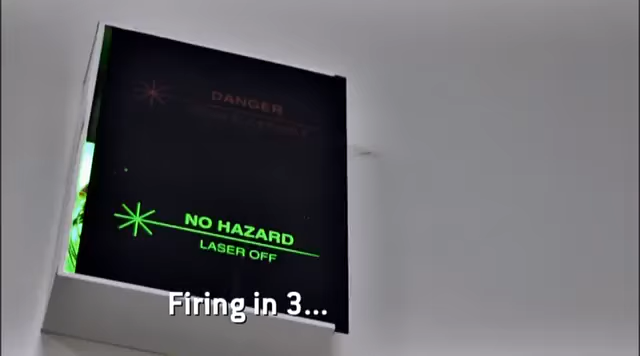 DANGER
NO HAZARD
LASER OFF
Firing in 3...